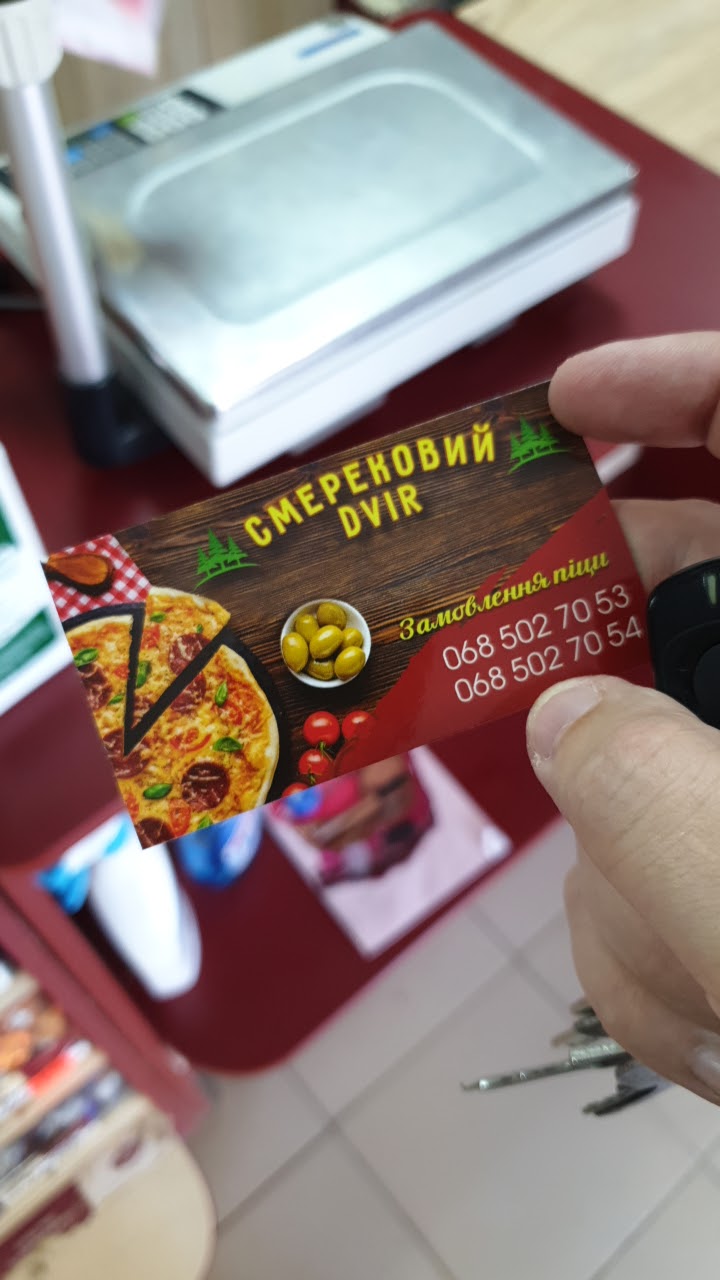 СМЕРЕКОВИЙ
DVIR
Замовлення піци
068 502 70 53
068 502 70 54